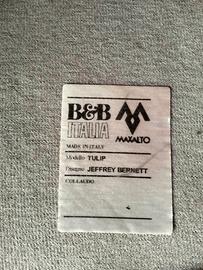 B&B
ITALIA
MAXALTO
MADE IN ITALY
Modello TULIP
Disegno JEFFREY BERNETT
COLLAUDO